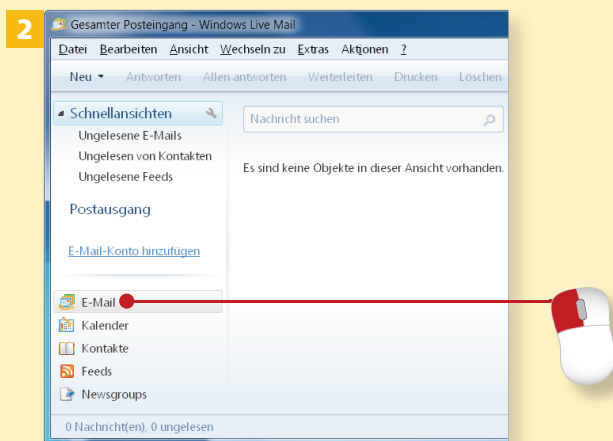 2
Gesamter Posteingang - Windows Live Mail
Datei Bearbeiten Ansicht Wechseln zu Extras Aktionen ?
Neu Antworten Allen antworten Weiterleiten Drucken Löschen
Schnellansichten
Nachricht suchen
Ungelesene E-Mails
Ungelesen von Kontakten
Ungelesene Feeds
Es sind keine Objekte in dieser Ansicht vorhanden.
Postausgang
E-Mail-Konto hinzufügen
E-Mail
Kalender
Kontakte
Feeds
Newsgroups
0 Nachricht(en), 0 ungelesen